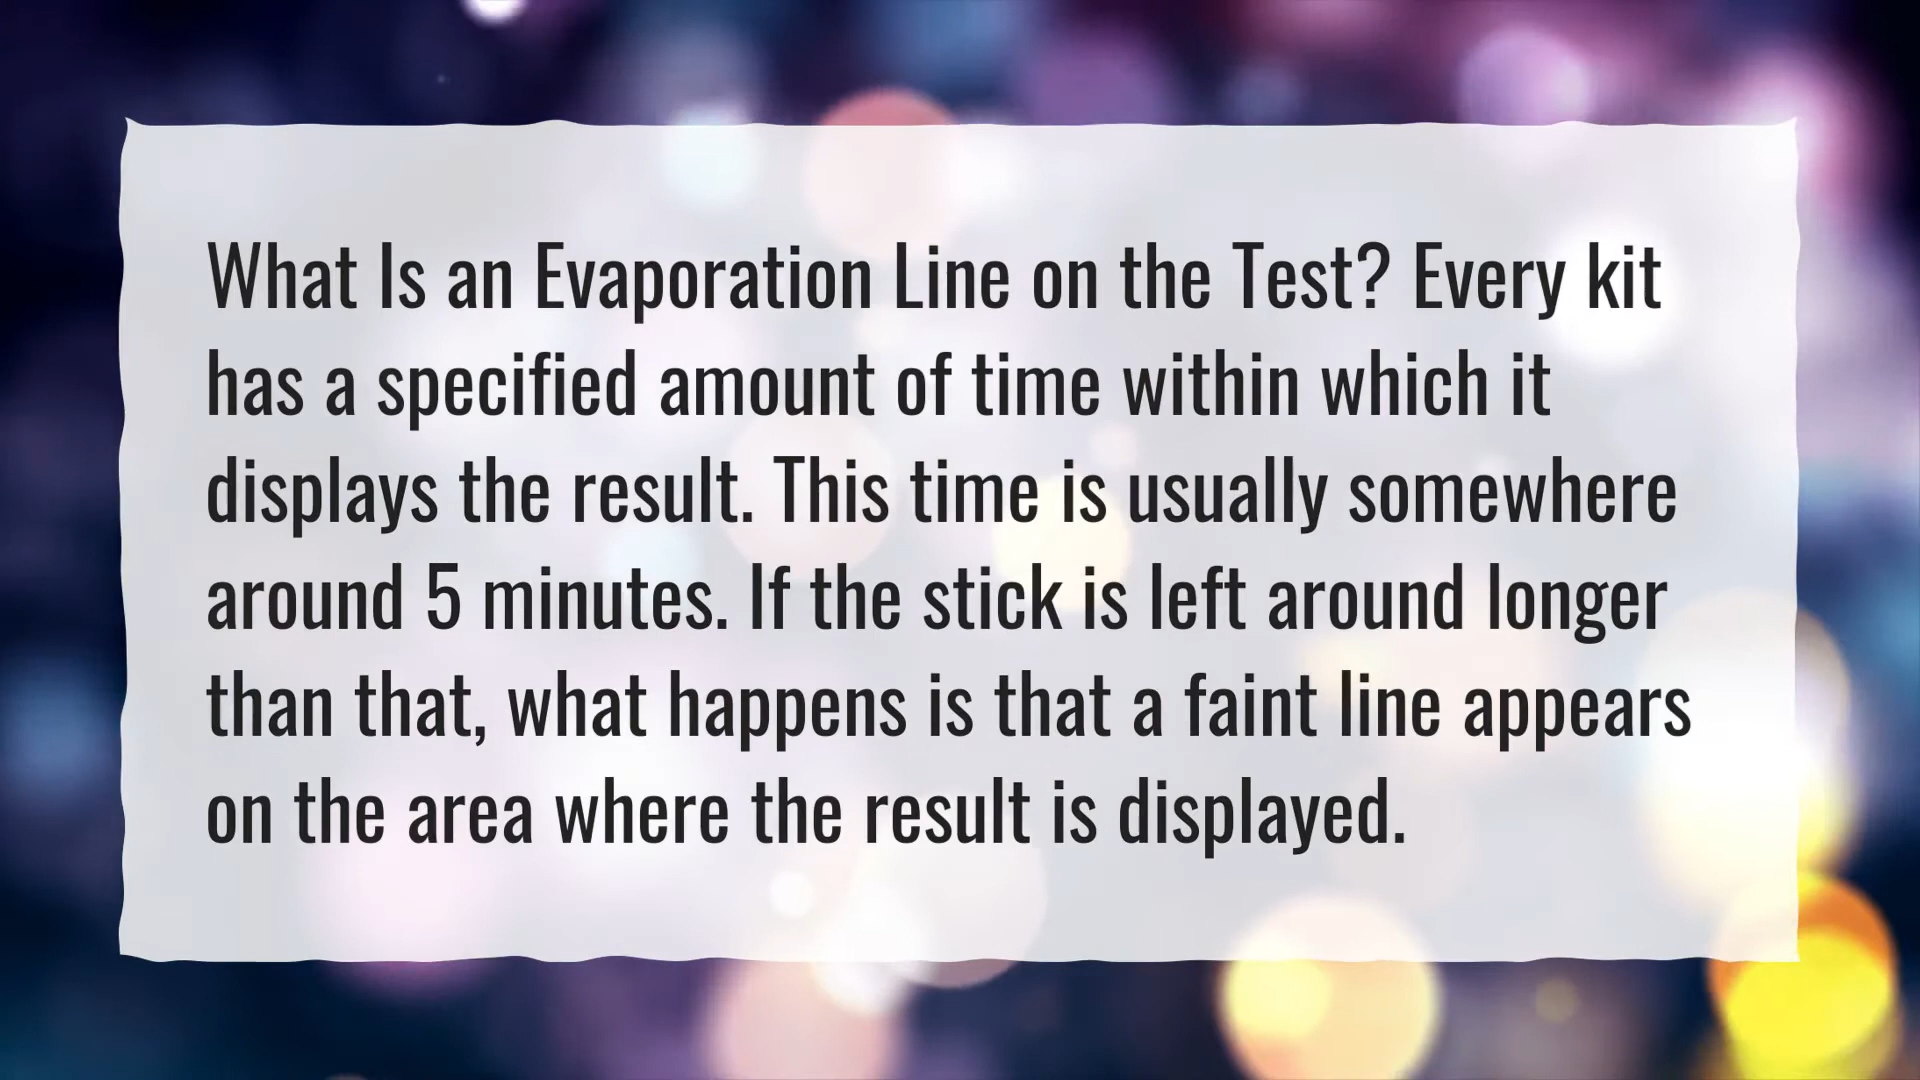 What Is an Evaporation Line on the Test? Every kit
has a specified amount of time within which it
displays the result. This time is usually somewhere
around 5 minutes. If the stick is left around longer
than that, what happens is that a faint line appears
on the area where the result is displayed.